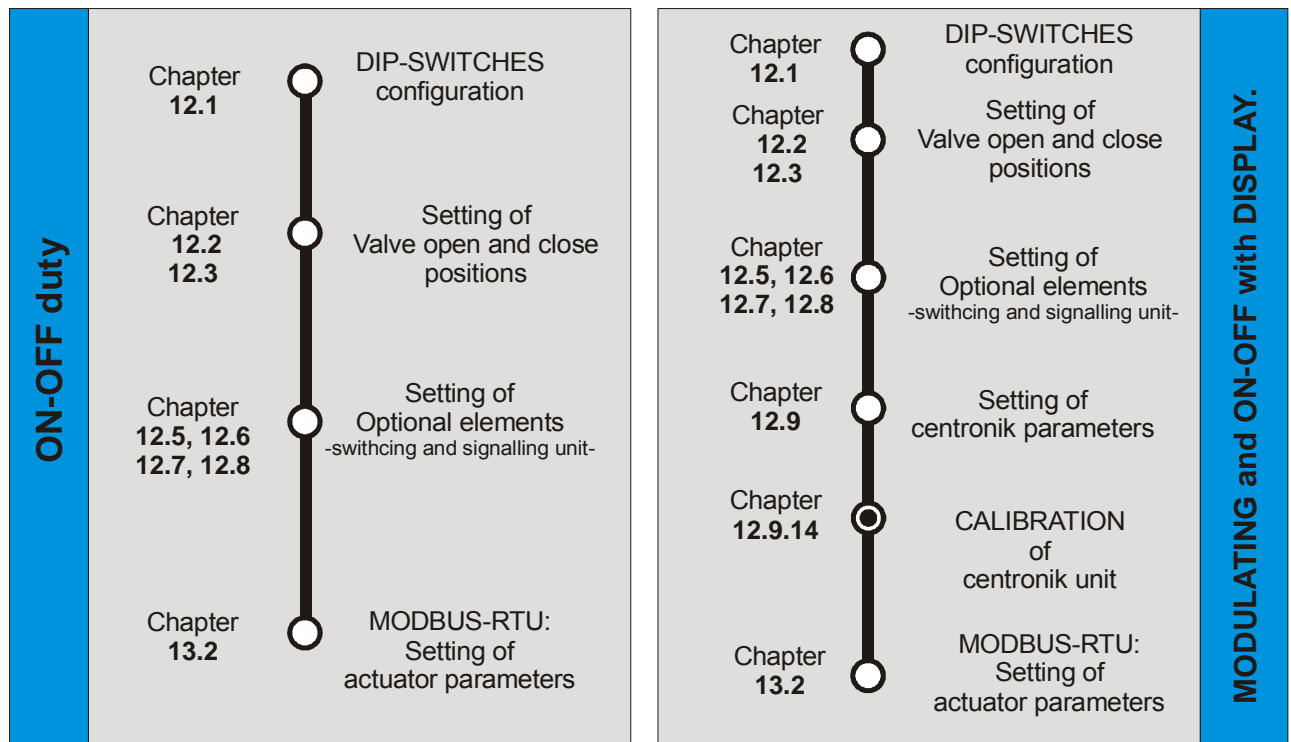 ON-OFF duty
Chapter
12.1
DIP-SWITCHES
configuration
Chapter
12.2
12.3
Setting of
Valve open and close
positions
Chapter
12.5, 12.6
12.7, 12.8
Setting of
Optional elements
-swithcing and signalling unit-
Chapter
13.2
MODBUS-RTU:
Setting of
actuator parameters
Chapter
12.1
DIP-SWITCHES
configuration
Chapter
12.2
12.3
Setting of
Valve open and close
positions
Chapter
12.5, 12.6
12.7, 12.8
Setting of
Optional elements
-swithcing and signalling unit-
Chapter
12.9
Setting of
centronik parameters
Chapter
12.9.14
CALIBRATION
of
centronik unit
Chapter
13.2
MODBUS-RTU:
Setting of
actuator parameters
MODULATING and ON-OFF with DISPLAY.